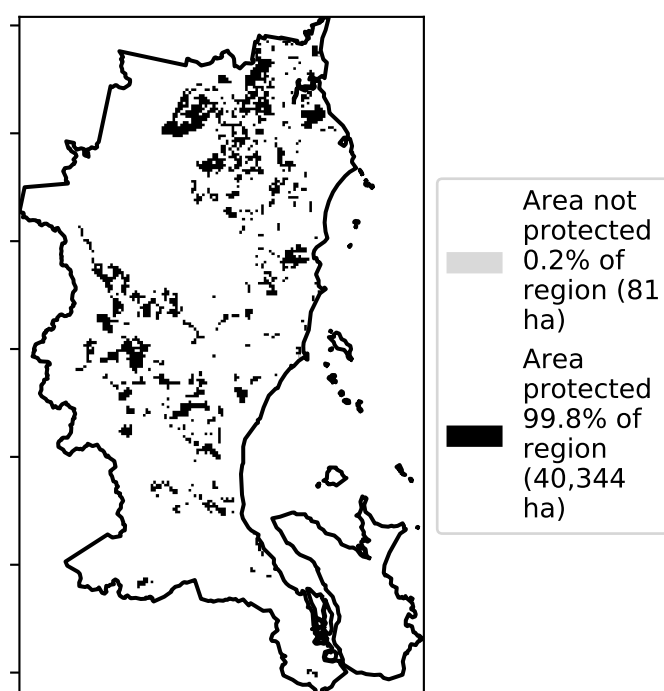 Area not
protected
0.2% of
region (81
ha)
Area
protected
99.8% of
region
(40,344
ha)